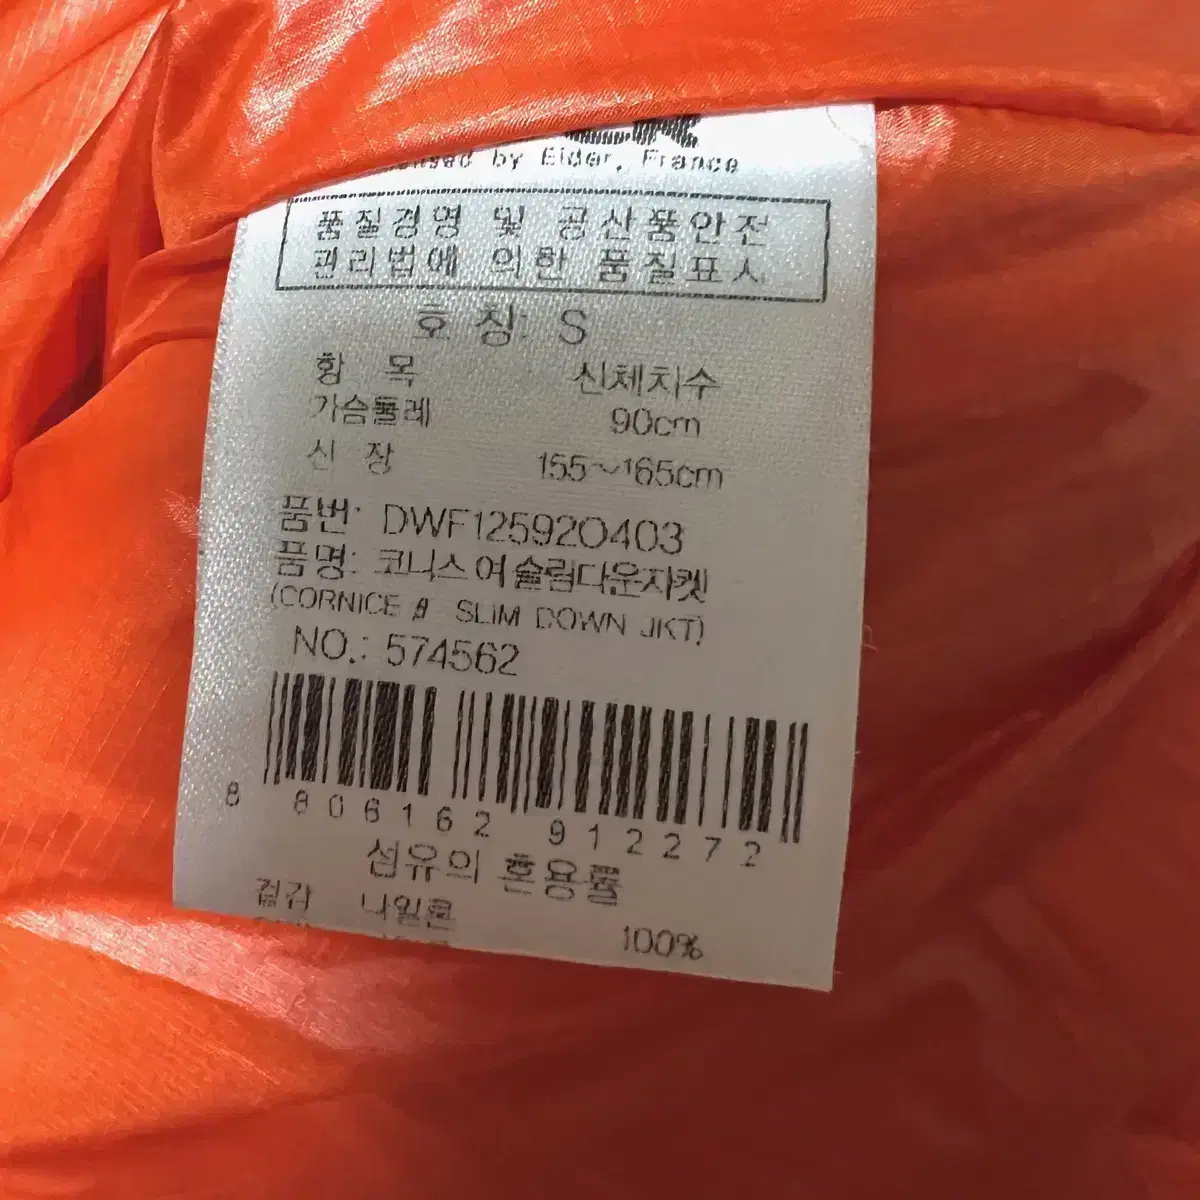 by Eider, France
품질경영 및 공산품안전
관리법에 의한 품질표시
호 칭: S
항 목 신체치수
가슴둘레 90cm
신 장 155~165cm
품번: DWF12592O403
품명: 코니스 여 슬림다운자켓
(CORNICE SLIM DOWN JKT)
NO.: 574562
8 806162 912272
섬유의 혼용률
겉감 나일론 100%